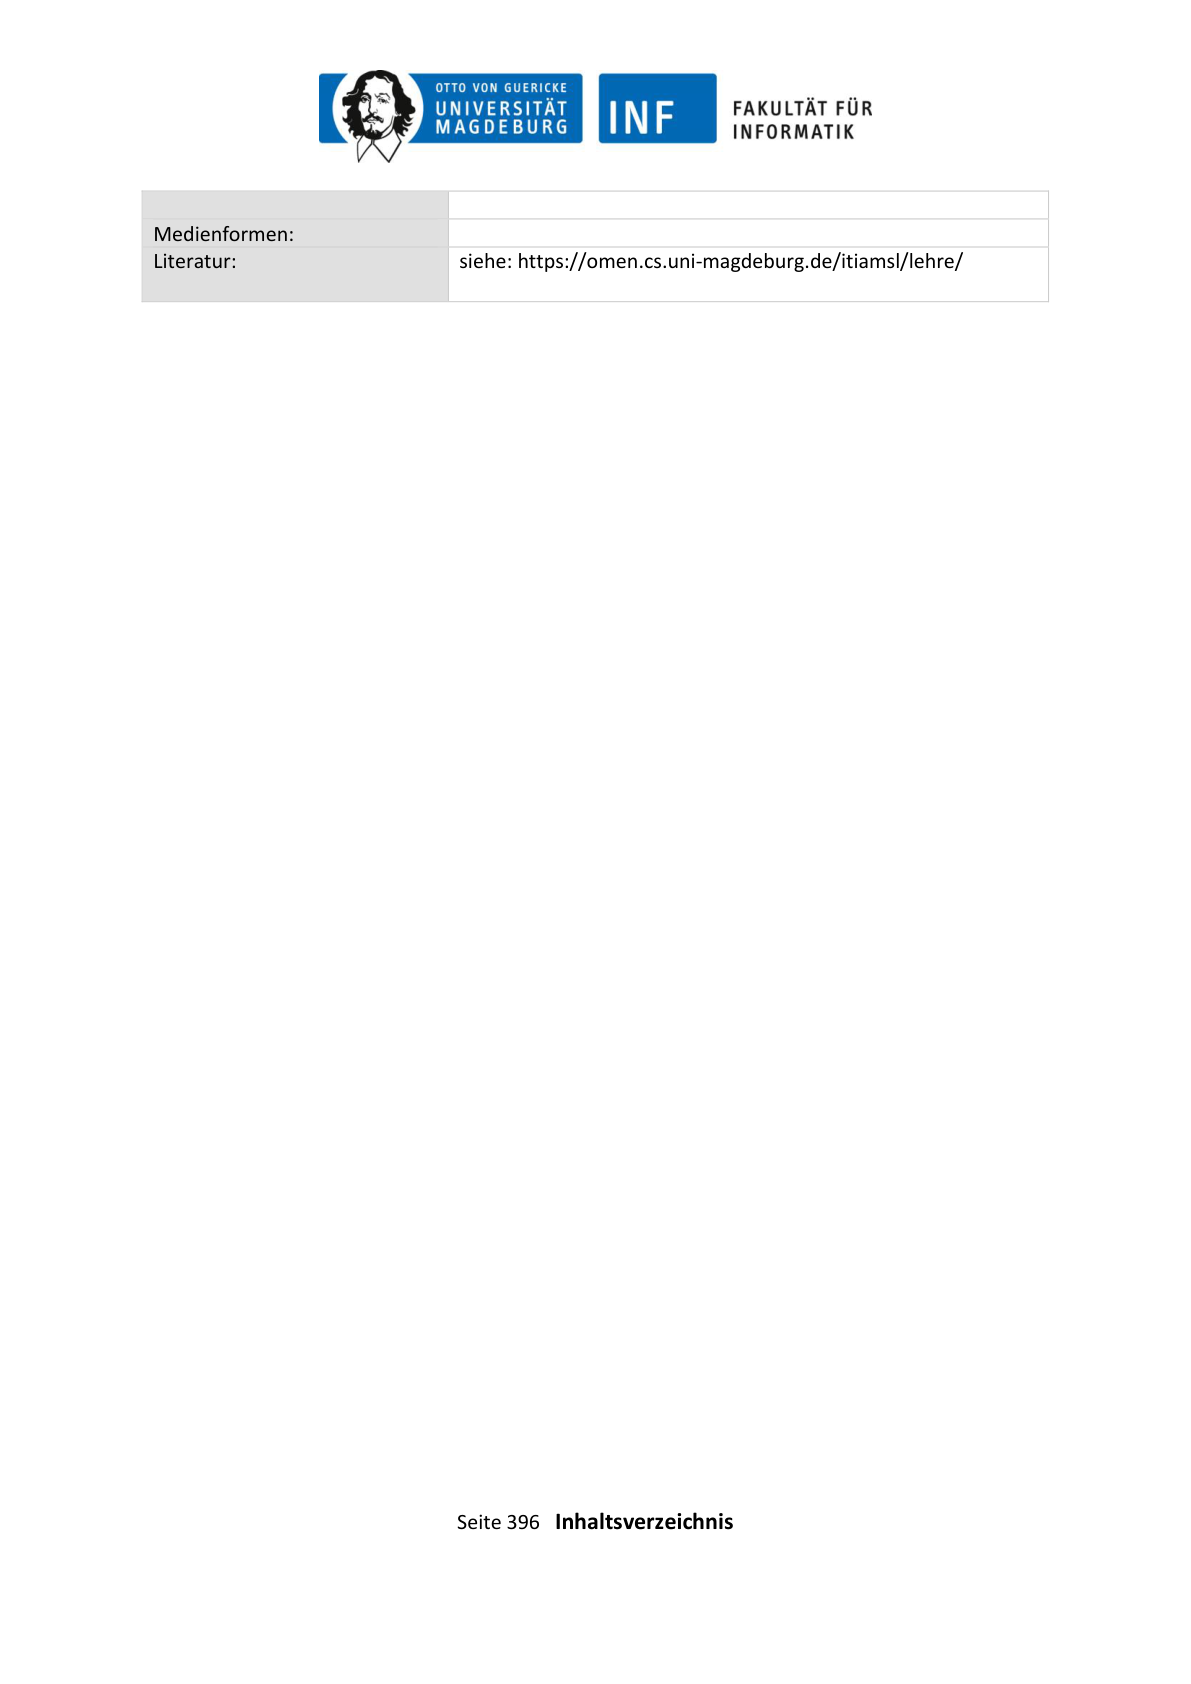 OTTO VON GUERICKE
UNIVERSITÄT
MAGDEBURG
INF
FAKULTÄT FÜR
INFORMATIK
Medienformen:
Literatur: siehe: https://omen.cs.uni-magdeburg.de/itiamsl/lehre/
Seite 396 Inhaltsverzeichnis